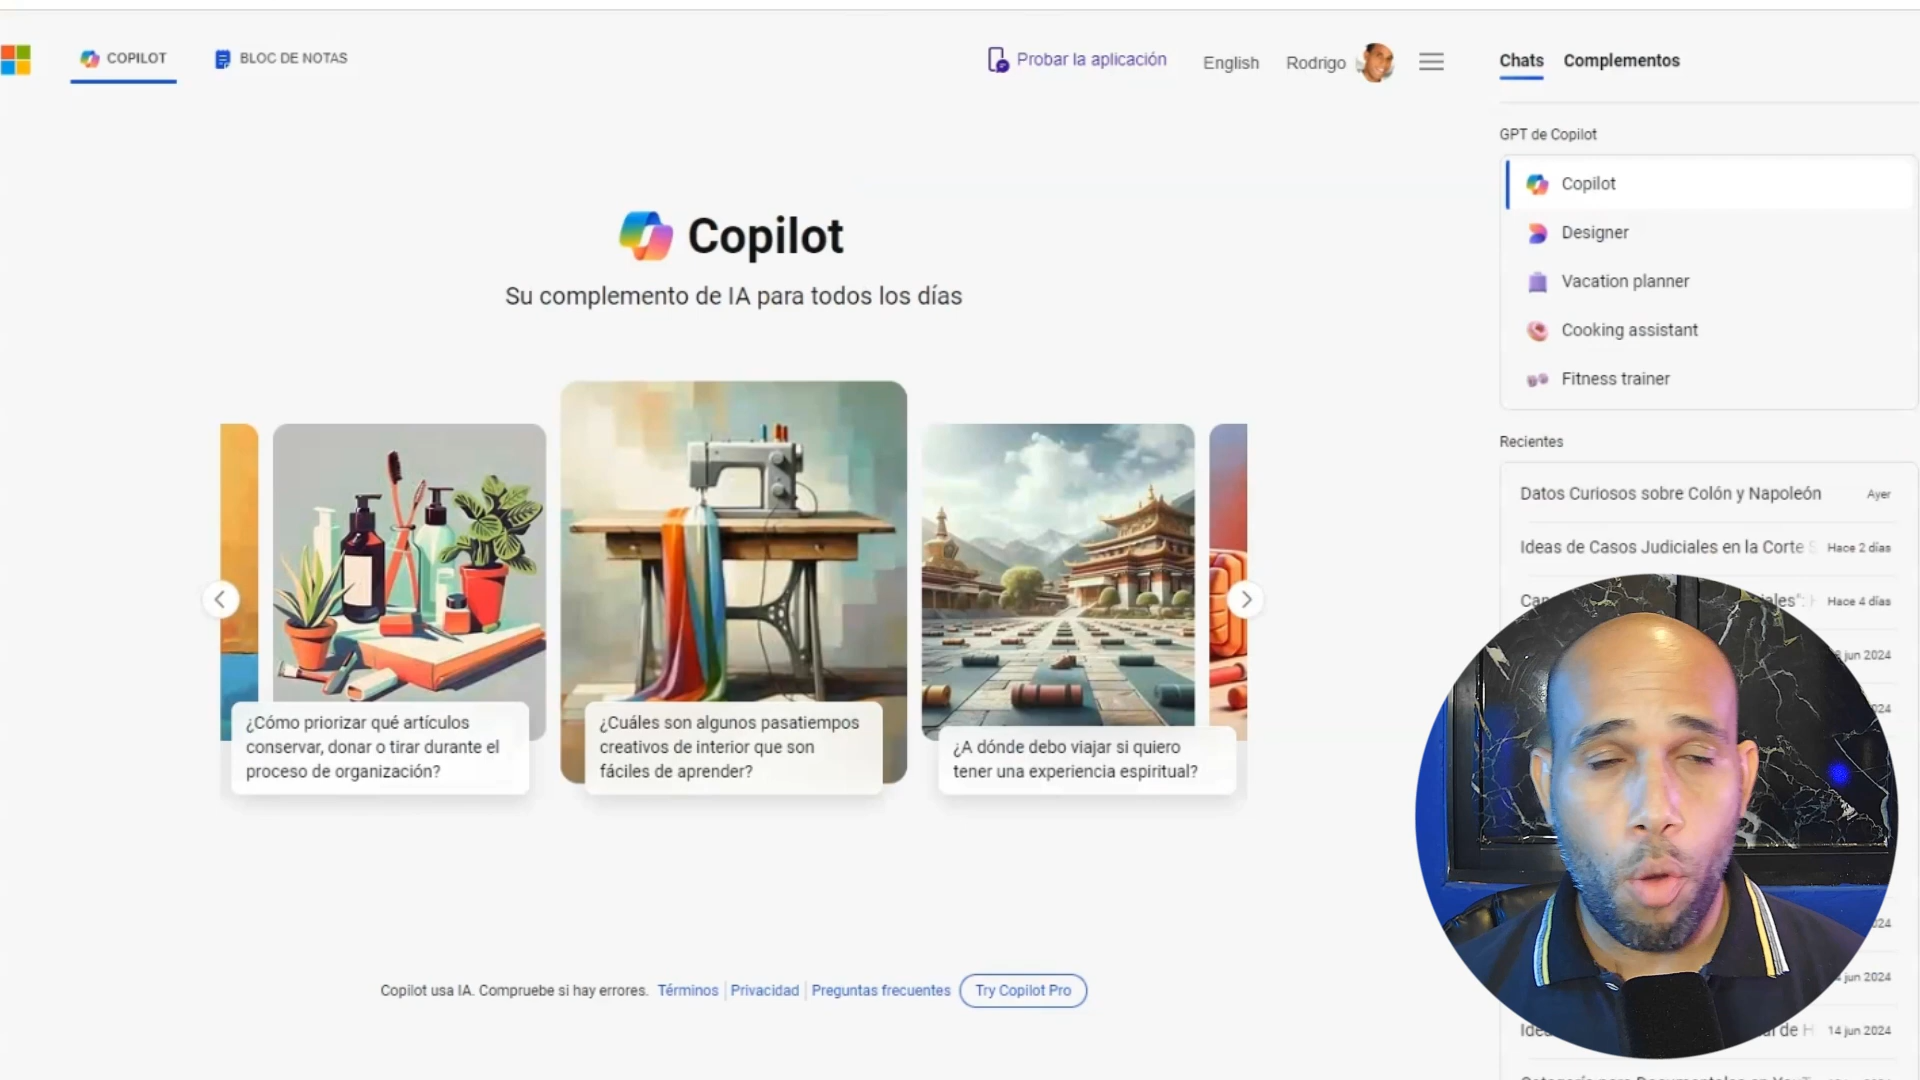 COPILOT
BLOC DE NOTAS
Probar la aplicación
English
Rodrigo
Chats
Complementos
GPT de Copilot
Copilot
Designer
Vacation planner
Cooking assistant
Fitness trainer
Copilot
Su complemento de IA para todos los días
¿Cómo priorizar qué artículos
conservar, donar o tirar durante el
proceso de organización?
¿Cuáles son algunos pasatiempos
creativos de interior que son
fáciles de aprender?
¿A dónde debo viajar si quiero
tener una experiencia espiritual?
Recientes
Datos Curiosos sobre Colón y Napoleón Ayer
Ideas de Casos Judiciales en la Corte Hace 2 días
Hace 4 días
jun 2024
jun 2024
14 jun 2024
Copilot usa IA. Compruebe si hay errores. Términos Privacidad Preguntas frecuentes Try Copilot Pro